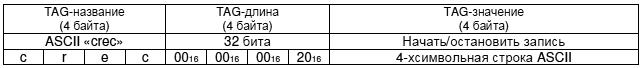 TAG-название TAG-длина TAG-значение
(4 байта) (4 байта) (4 байта)
ASCII «crec» 32 бита Начать/остановить запись
c r e c 00₁₆ 00₁₆ 00₁₆ 20₁₆ 4-хсимвольная строка ASCII